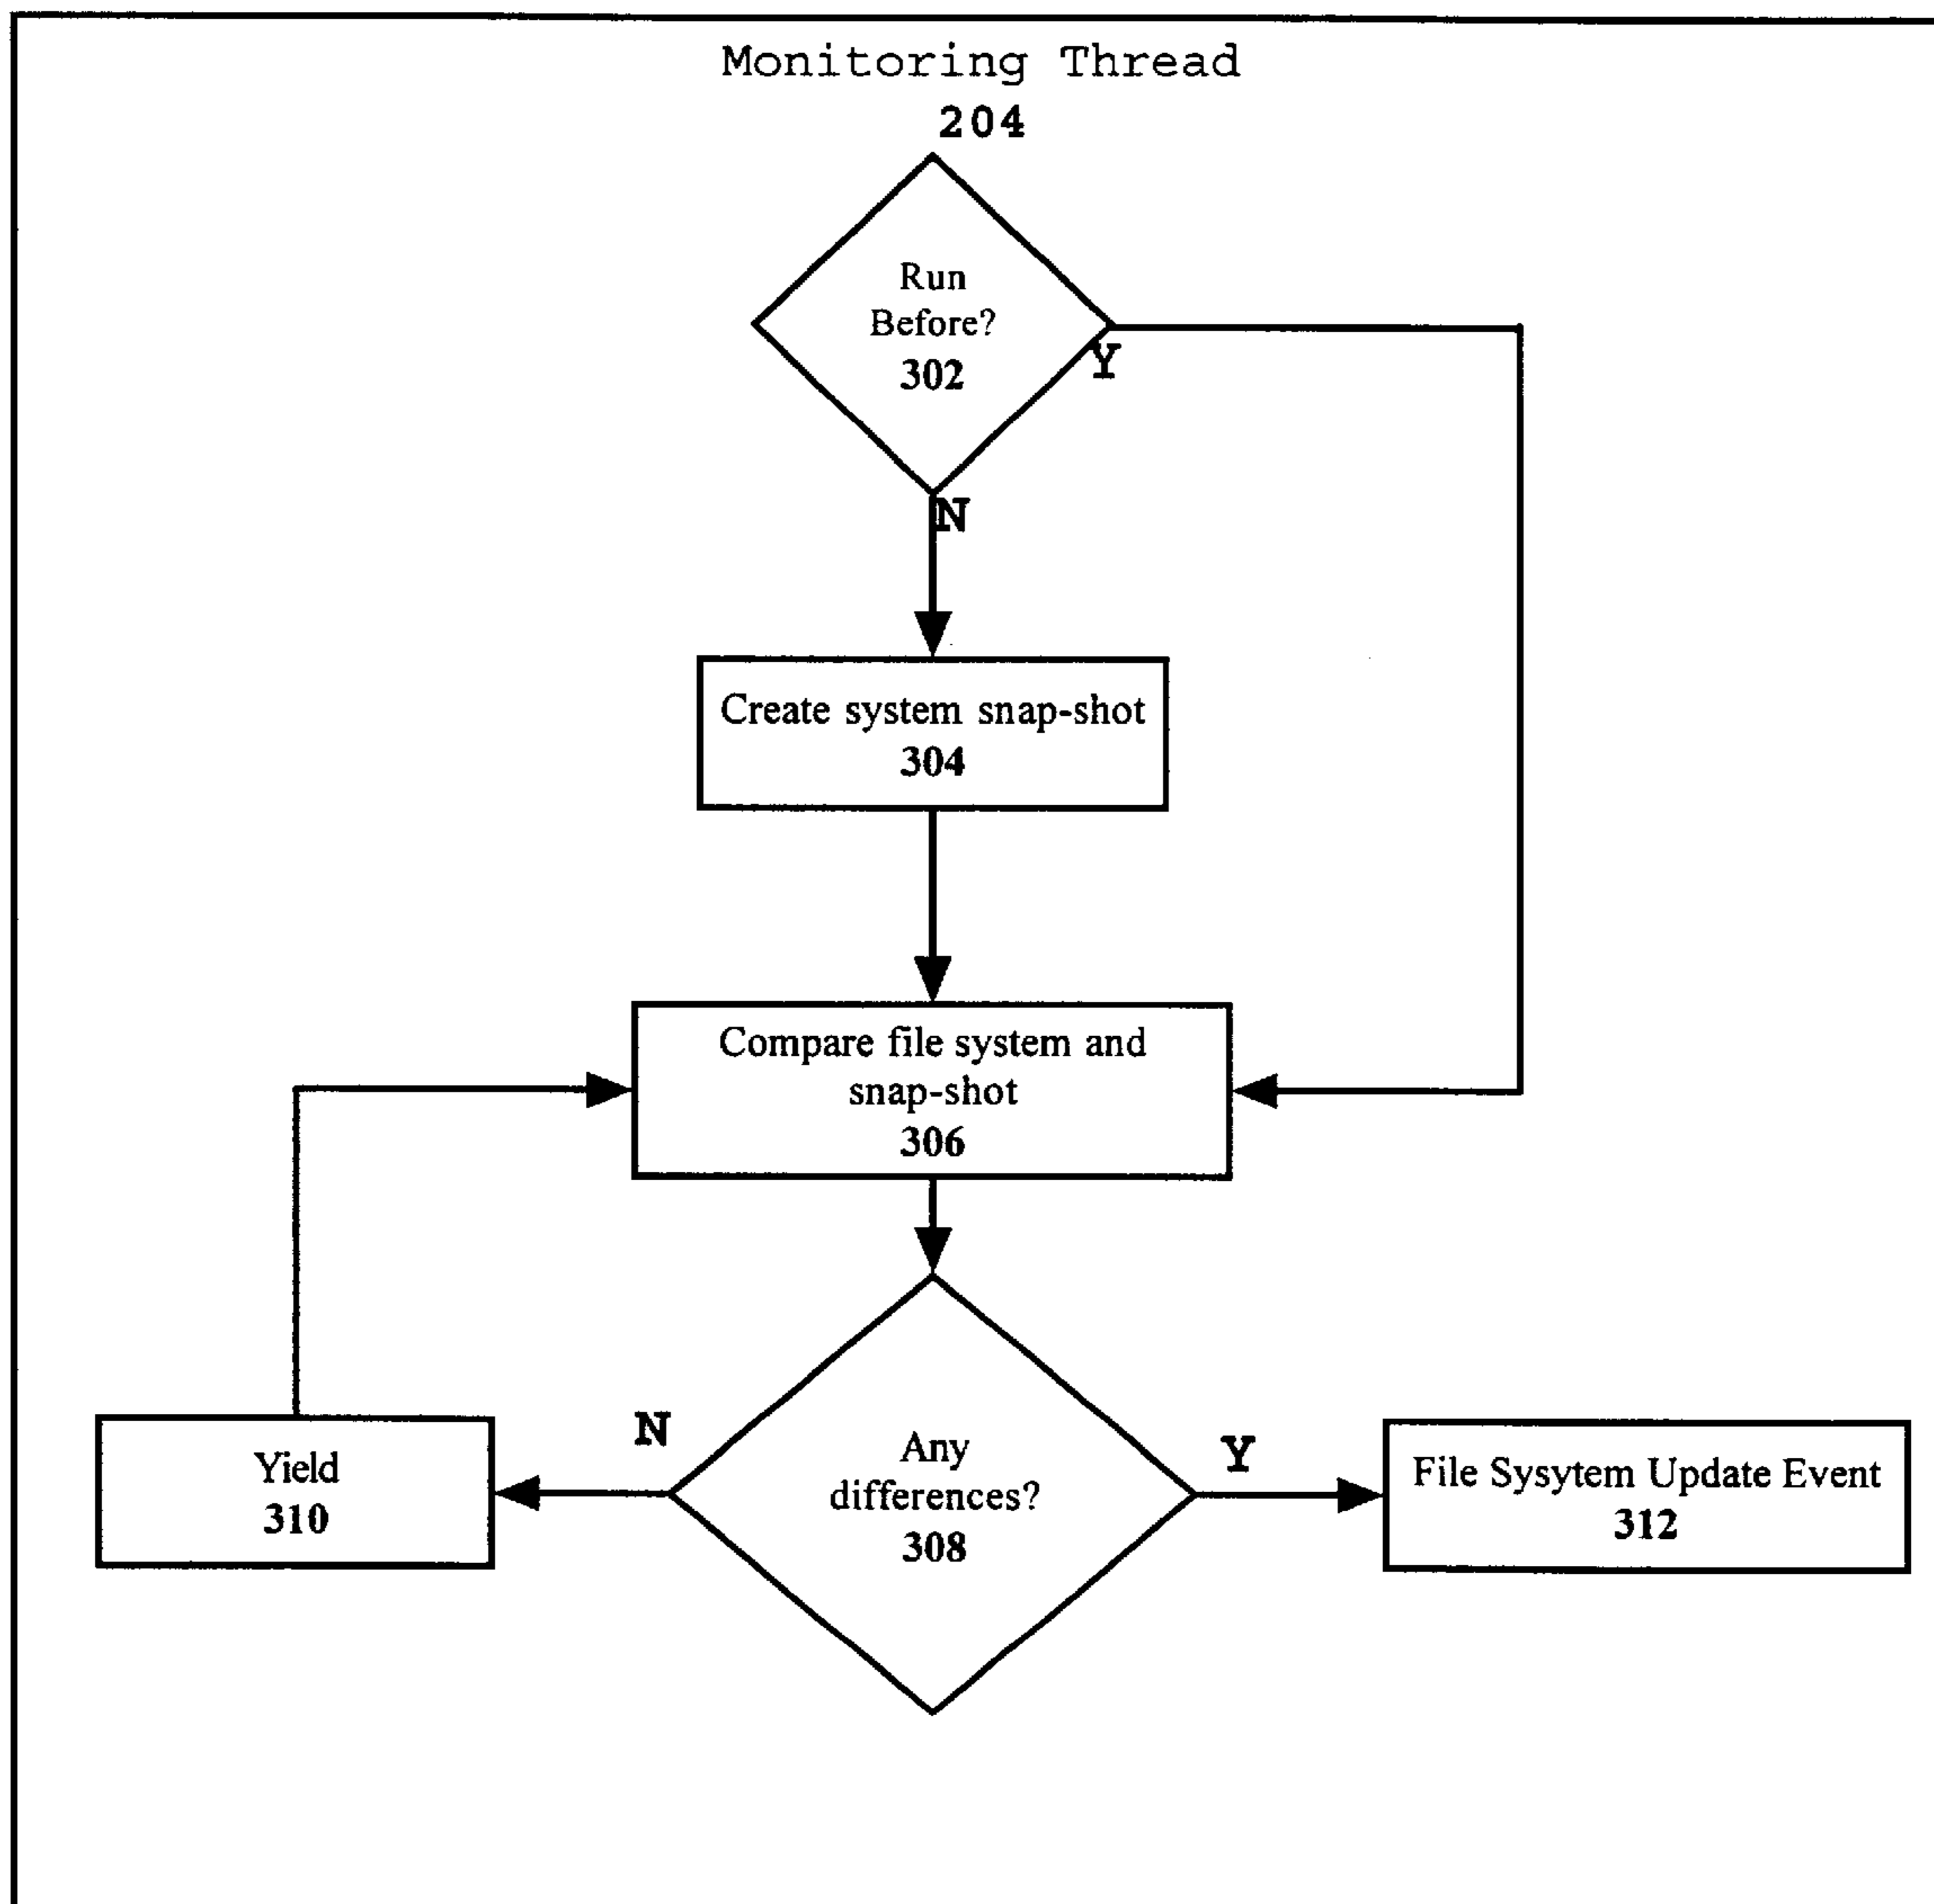 Monitoring Thread
204
Run
Before?
302
Y
N
Create system snap-shot
304
Compare file system and
snap-shot
306
N
Any
differences?
308
Y
Yield
310
File Sysytem Update Event
312